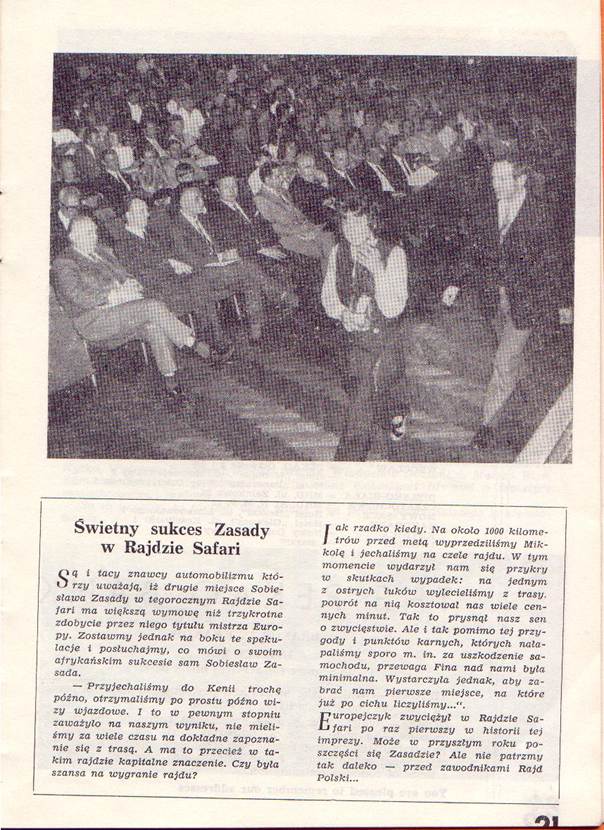 Świetny sukces Zasady
w Rajdzie Safari
Są i tacy znawcy automobilizmu któ-
rzy uważają, iż drugie miejsce Sobie-
sława Zasady w tegorocznym Rajdzie Sa-
fari ma większą wymowę niż trzykrotne
zdobycie przez niego tytułu mistrza Euro-
py. Zostawmy jednak na boku te speku-
lacje i posłuchajmy, co mówi o swoim
afrykańskim sukcesie sam Sobiesław Za-
sada.
— Przyjechaliśmy do Kenii trochę
późno, otrzymaliśmy po prostu późno wi-
zy wjazdowe. I to w pewnym stopniu
zaważyło na naszym wyniku, nie mieli-
śmy za wiele czasu na dokładne zapozna-
nie się z trasą. A ma to przecież w ta-
kim rajdzie kapitalne znaczenie. Czy była
szansa na wygranie rajdu?
Jak rzadko kiedy. Na około 1000 kilome-
trów przed metą wyprzedziliśmy Mik-
kolę i jechaliśmy na czele rajdu. W tym
momencie wydarzył nam się przykry
w skutkach wypadek: na jednym
z ostrych łuków wylecieliśmy z trasy.
powrót na nią kosztował nas wiele cen-
nych minut. Tak to prysnął nasz sen
o zwycięstwie. Ale i tak pomimo tej przy-
gody i punktów karnych, których nała-
paliśmy sporo m. in. za uszkodzenie sa-
mochodu, przewaga Fina nad nami była
minimalna. Wystarczyła jednak, aby za-
brać nam pierwsze miejsce, na które
już po cichu liczyliśmy...“.
Europejczyk zwyciężył w Rajdzie Sa-
fari po raz pierwszy w historii tej
imprezy. Może w przyszłym roku po-
szczęści się Zasadzie? Ale nie patrzmy
tak daleko — przed zawodnikami Rajd
Polski...
21